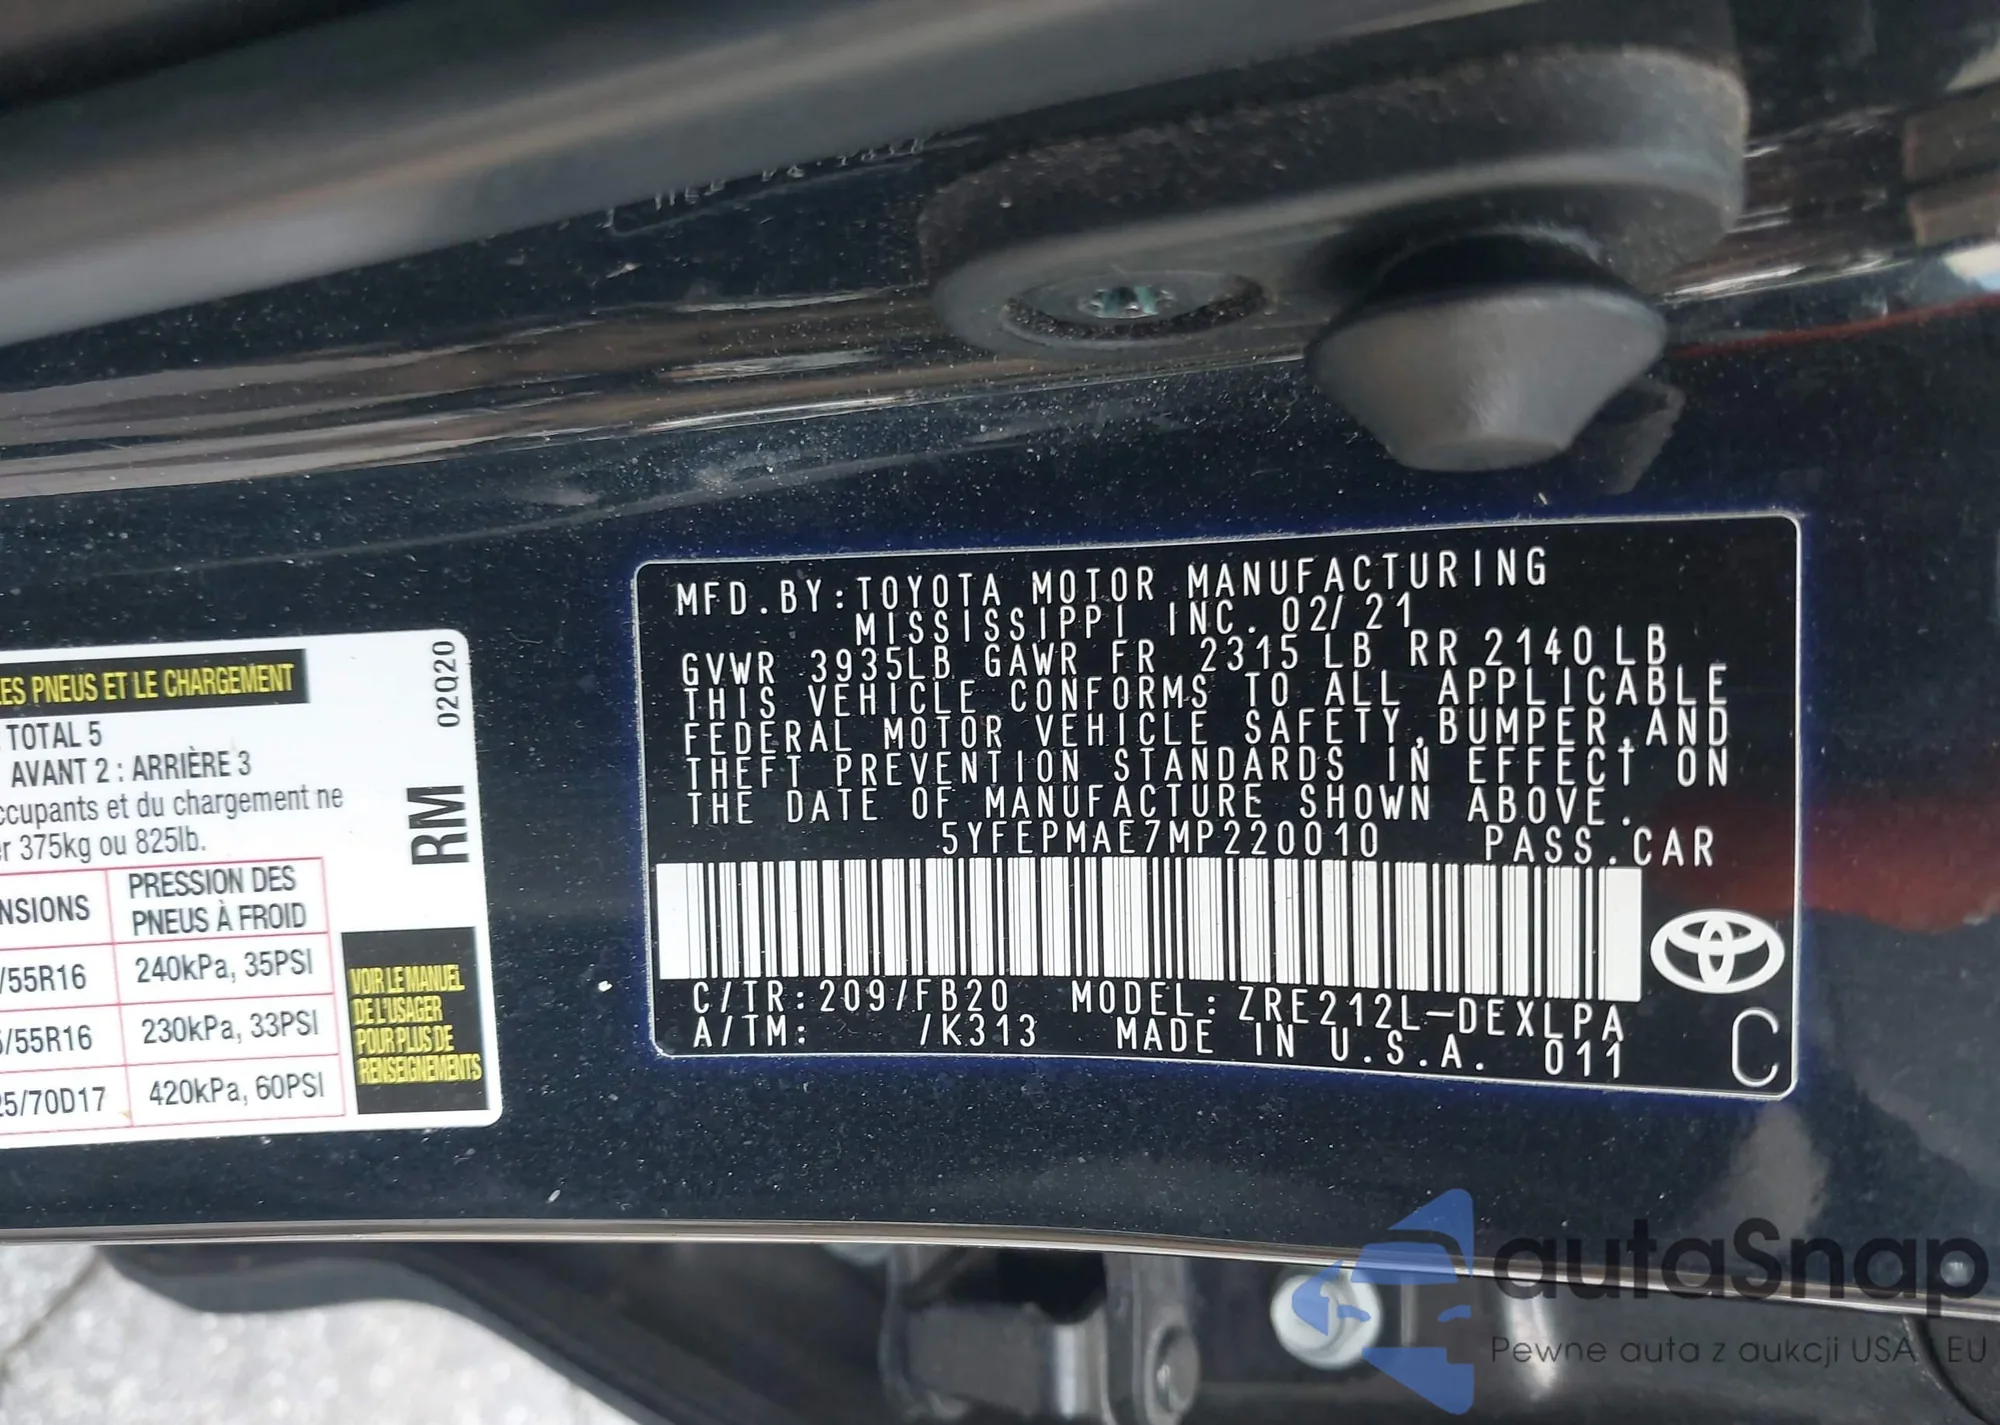 ES PNEUS ET LE CHARGEMENT
TOTAL 5
AVANT 2 : ARRIÈRE 3
ccupants et du chargement ne
r 375kg ou 825lb.
NSIONS
PRESSION DES
PNEUS À FROID
/55R16
240kPa, 35PSI
/55R16
230kPa, 33PSI
5/70D17
420kPa, 60PSI
02Q20
RM
VOIR LE MANUEL
DE L'USAGER
POUR PLUS DE
RENSEIGNEMENTS
MFD.BY:TOYOTA MOTOR MANUFACTURING
MISSISSIPPI INC. 02/21
GVWR 3935LB GAWR FR 2315 LB RR 2140 LB
THIS VEHICLE CONFORMS TO ALL APPLICABLE
FEDERAL MOTOR VEHICLE SAFETY,BUMPER,AND
THEFT PREVENTION STANDARDS IN EFFECT ON
THE DATE OF MANUFACTURE SHOWN ABOVE.
5YFEPMAE7MP220010 PASS.CAR
C/TR:209/FB20 MODEL:ZRE212L-DEXLPA
A/TM: /K313 MADE IN U.S.A. 011
C
autaSnap
Pewne auta z aukcji USA i EU